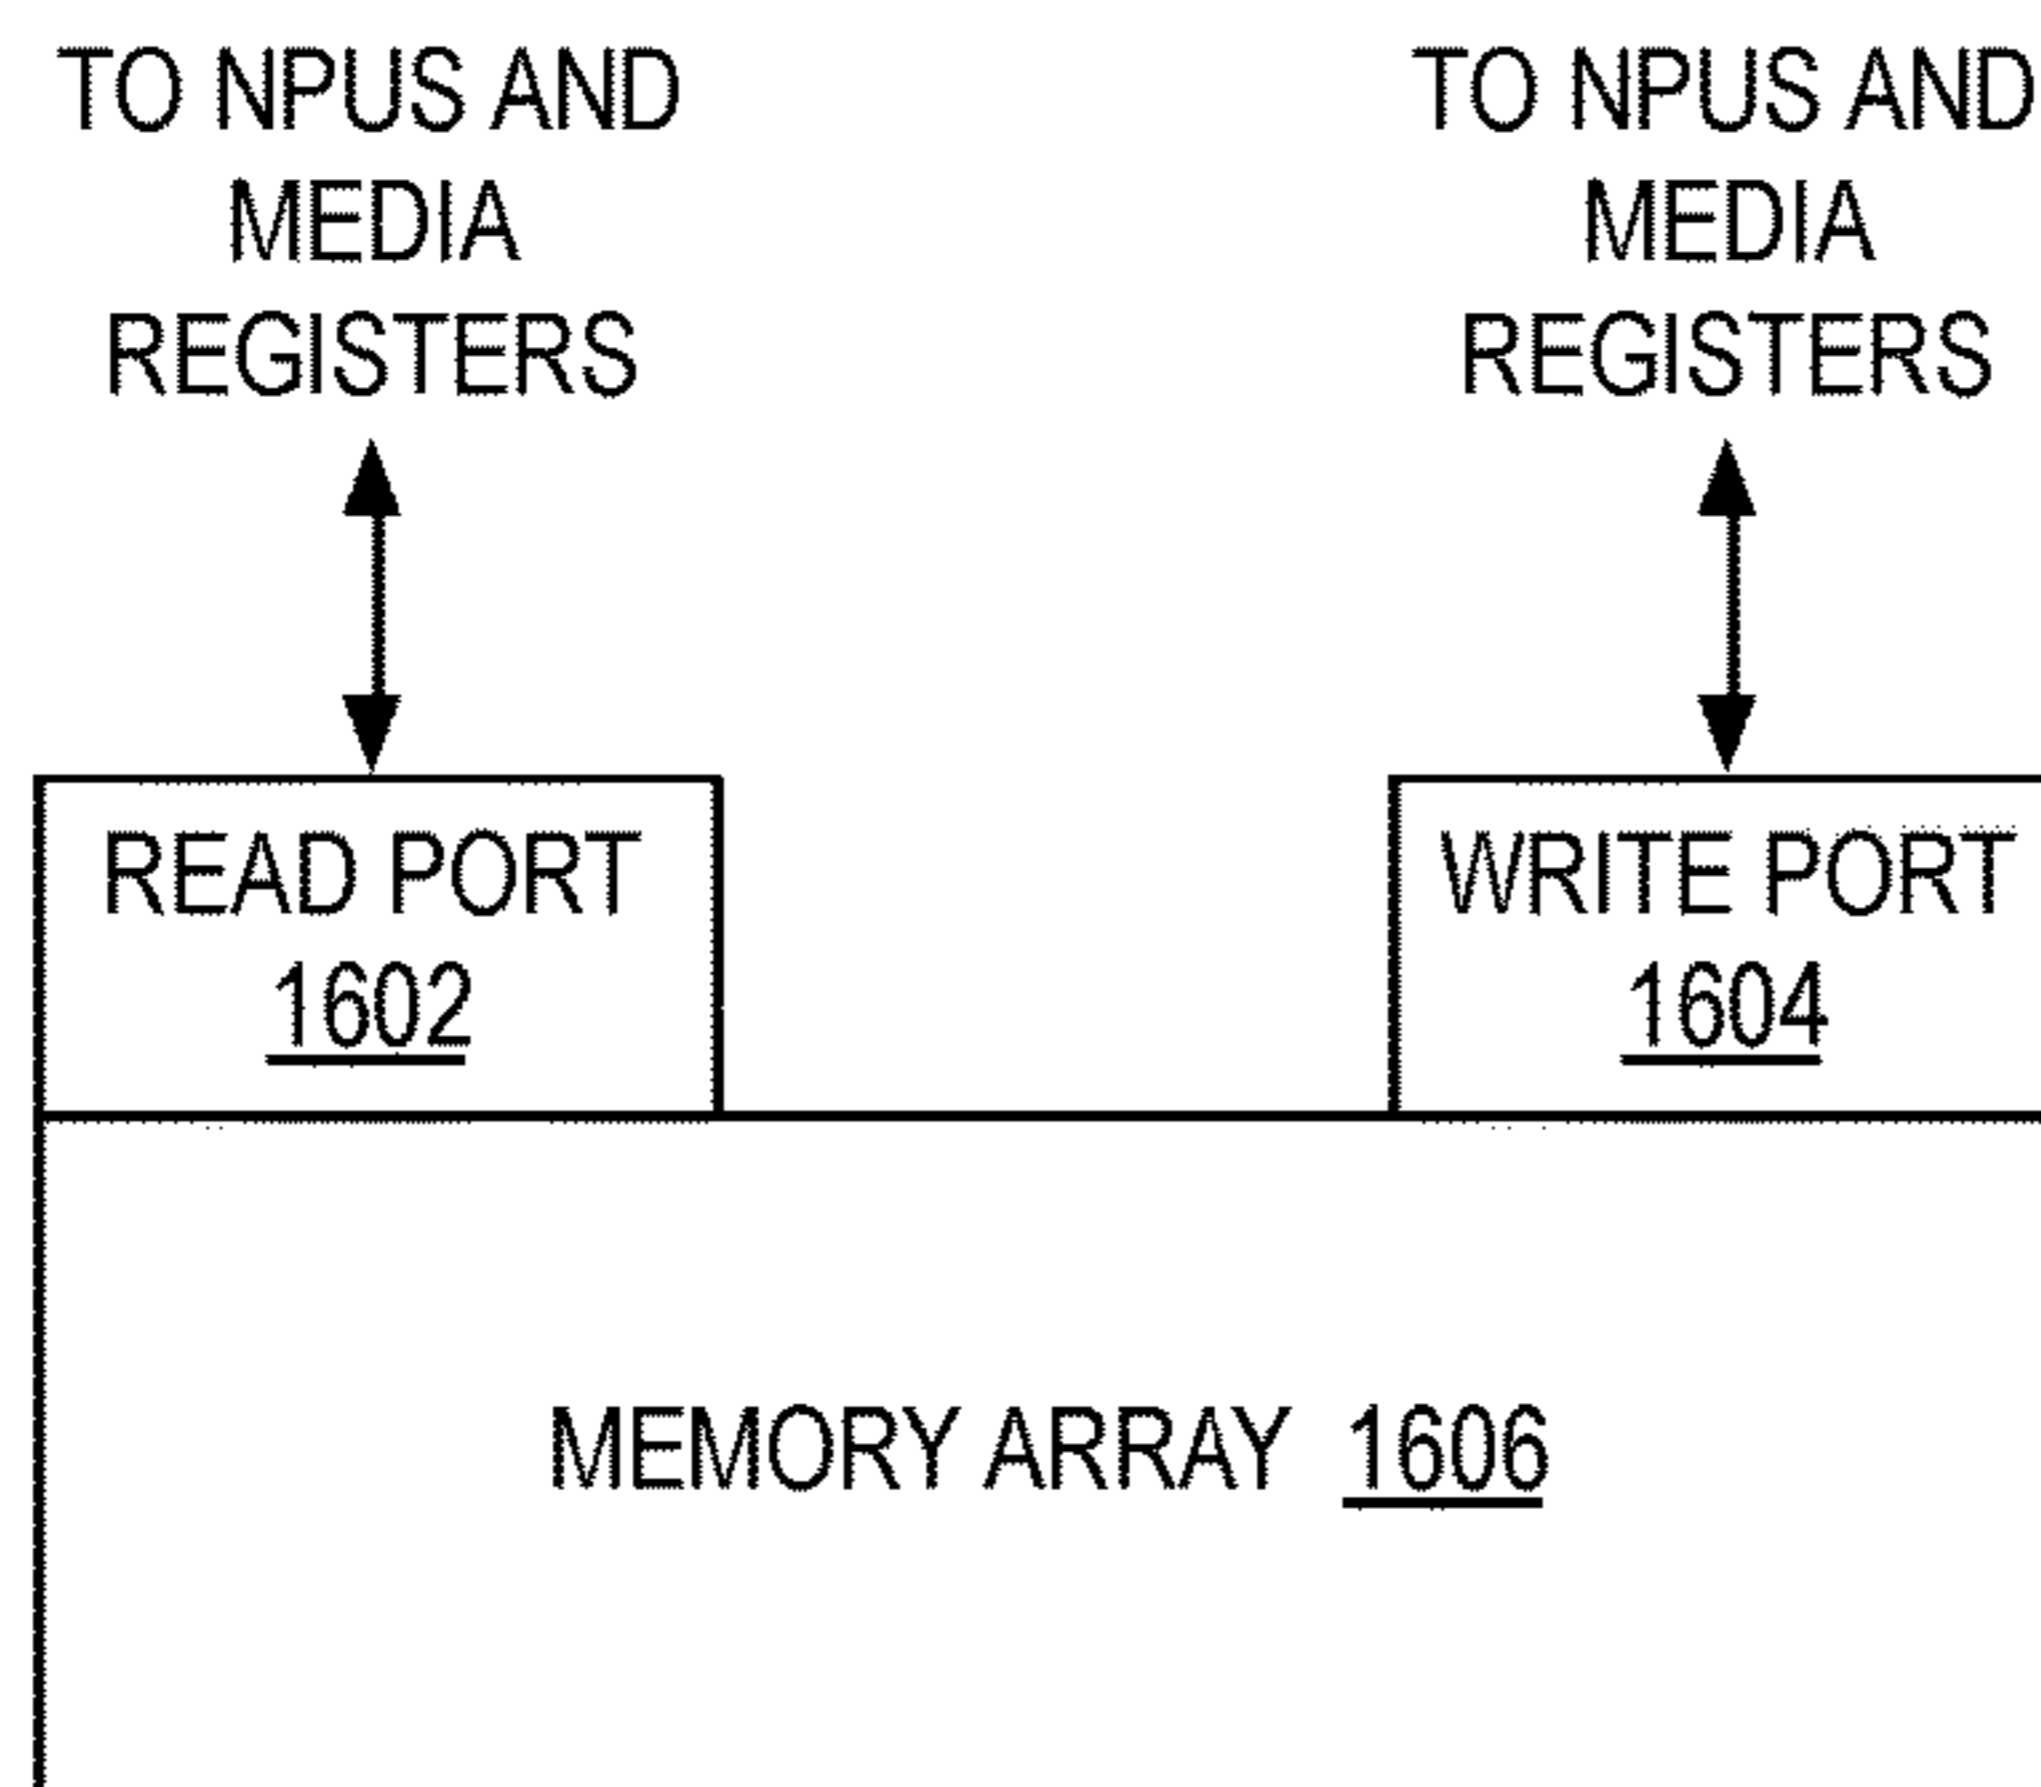 TO NPUS AND
MEDIA
REGISTERS
TO NPUS AND
MEDIA
REGISTERS
READ PORT
1602
WRITE PORT
1604
MEMORY ARRAY 1606